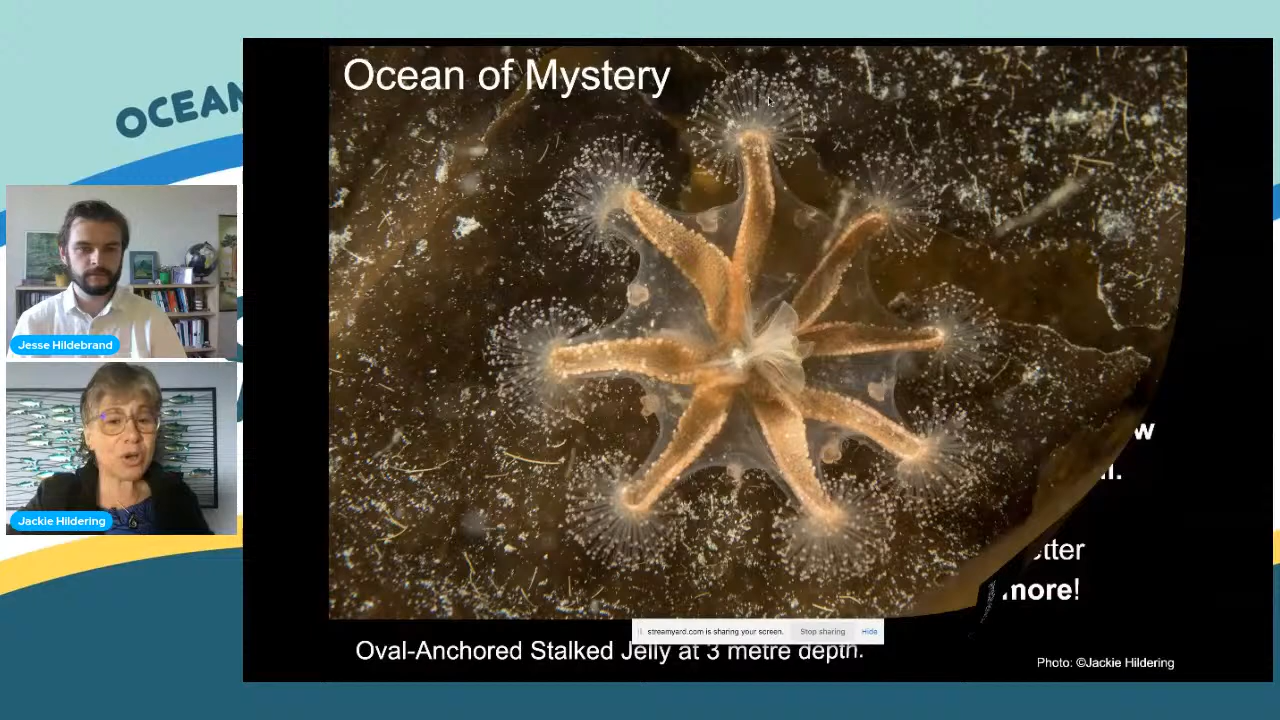 OCEAN
Jesse Hildebrand
Jackie Hildering
Ocean of Mystery
more!
streamyard.com is sharing your screen.
Stop sharing
Hide
Oval-Anchored Stalked Jelly at 3 metre depth.
Photo: ©Jackie Hildering